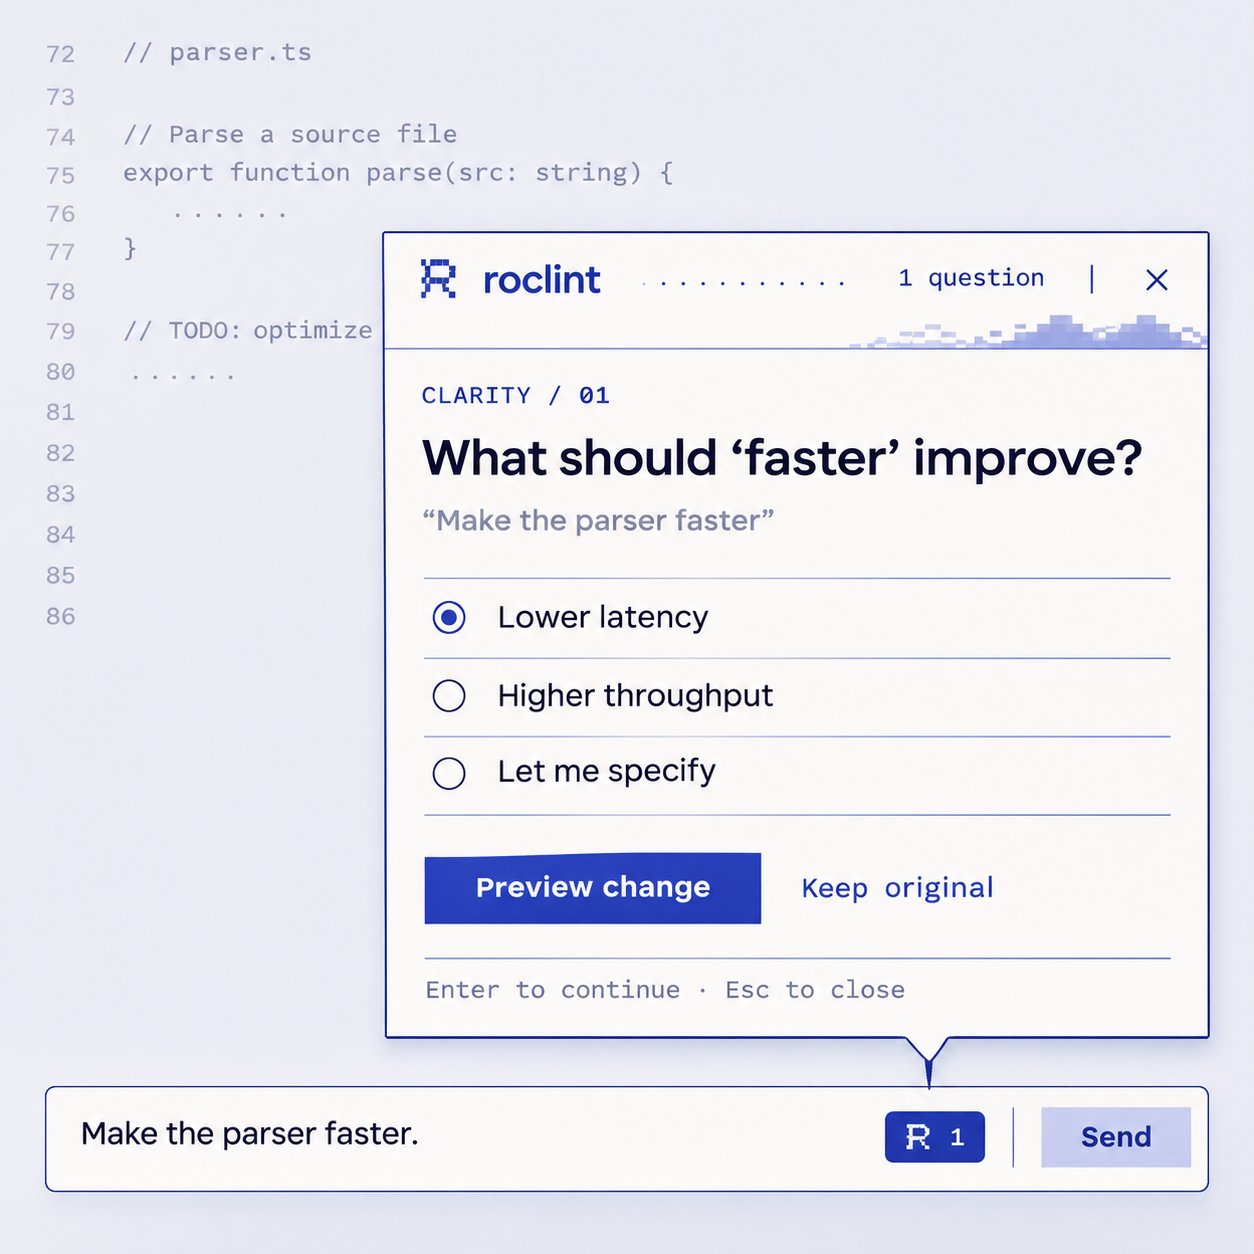 72 // parser.ts
73
74 // Parse a source file
75 export function parse(src: string) {
76 ......
77 }
78
79 // TODO: optimize
80 ......
81
82
83
84
85
86
R roclint ........... 1 question | ×
CLARITY / 01
What should ‘faster’ improve?
“Make the parser faster”
Lower latency
Higher throughput
Let me specify
Preview change Keep original
Enter to continue · Esc to close
Make the parser faster. R 1 Send